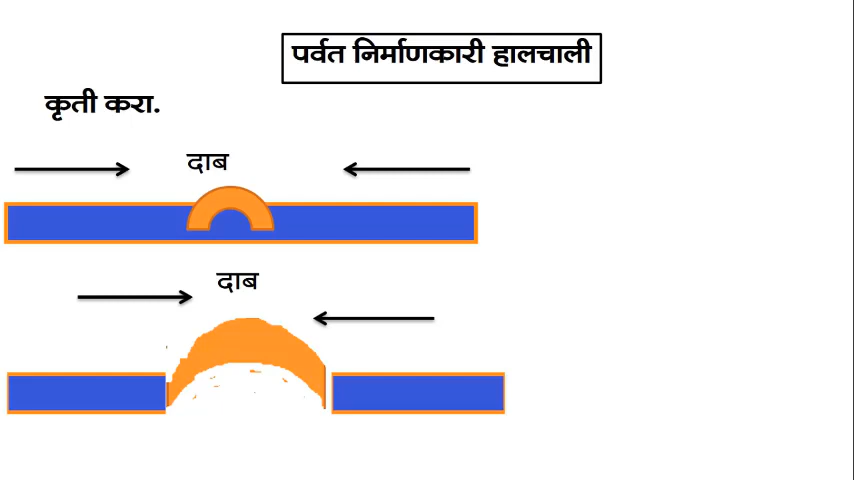 पर्वत निर्माणकारी हालचाली
कृती करा.
दाब
दाब